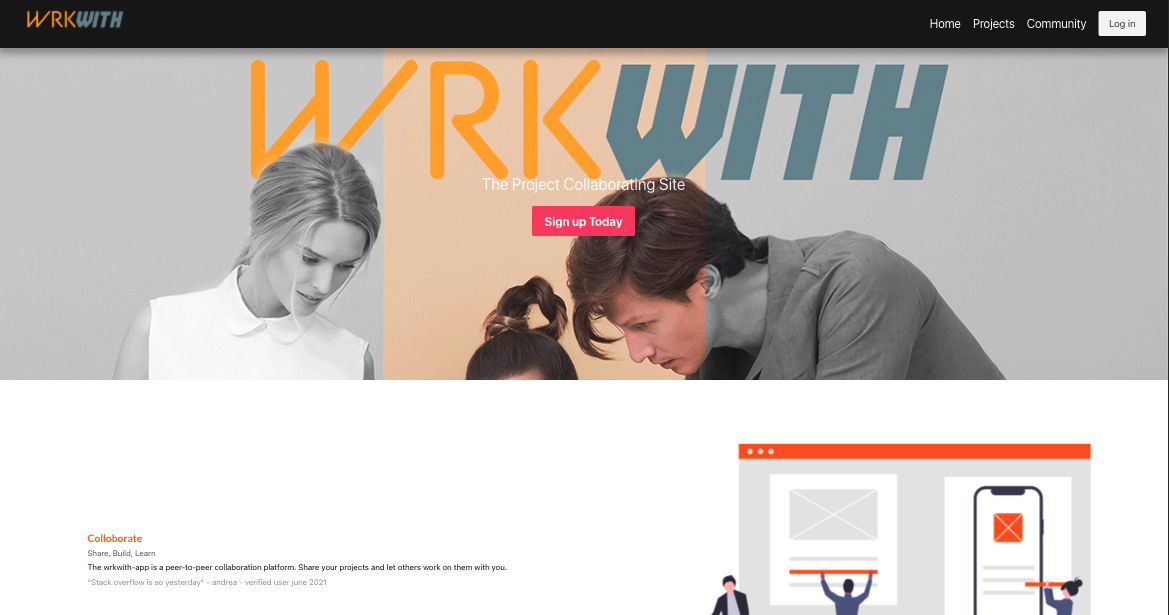 WRKWITH
Home Projects Community Log in
WRKWITH
The Project Collaborating Site
Sign up Today
Colloborate
Share, Build, Learn
The wrkwith-app is a peer-to-peer collaboration platform. Share your projects and let others work on them with you.
"Stack overflow is so yesterday" - andrea - verified user june 2021